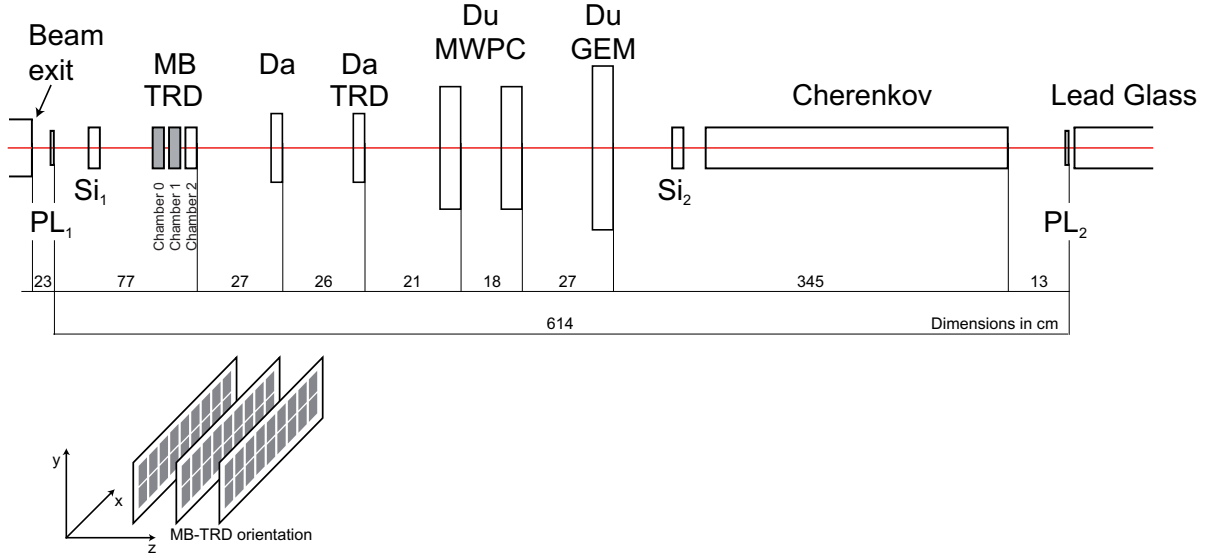 Beam
exit
PL₁
Si₁
MB
TRD
Chamber 0
Chamber 1
Chamber 2
Da
Da
TRD
Du
MWPC
Du
GEM
Si₂
Cherenkov
PL₂
Lead Glass
23
77
27
26
21
18
27
345
13
614
Dimensions in cm
y
x
z
MB-TRD orientation